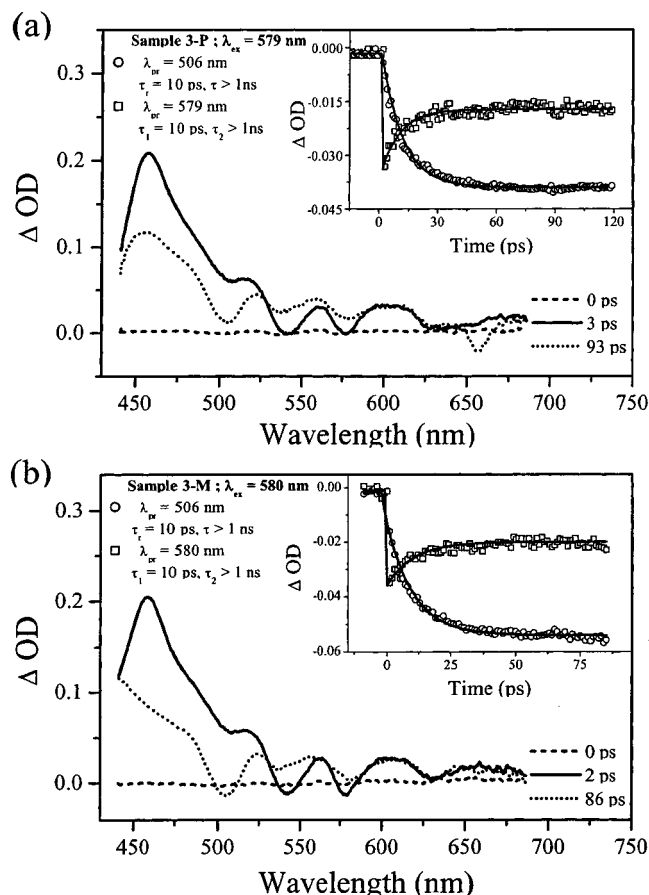 (a)
Sample 3-P ; λex = 579 nm
λpr = 506 nm
τr = 10 ps, τ > 1ns
λpr = 579 nm
τ1 = 10 ps, τ2 > 1ns
0.3
0.2
0.1
0.0
Δ OD
450 500 550 600 650 700 750
Wavelength (nm)
0.000
-0.015
-0.030
-0.045
Δ OD
0 30 60 90 120
Time (ps)
0 ps
3 ps
93 ps
(b)
Sample 3-M ; λex = 580 nm
λpr = 506 nm
τr = 10 ps, τ > 1 ns
λpr = 580 nm
τ1 = 10 ps, τ2 > 1 ns
0.3
0.2
0.1
0.0
Δ OD
450 500 550 600 650 700 750
Wavelength (nm)
0.00
-0.02
-0.04
-0.06
Δ OD
0 25 50 75
Time (ps)
0 ps
2 ps
86 ps